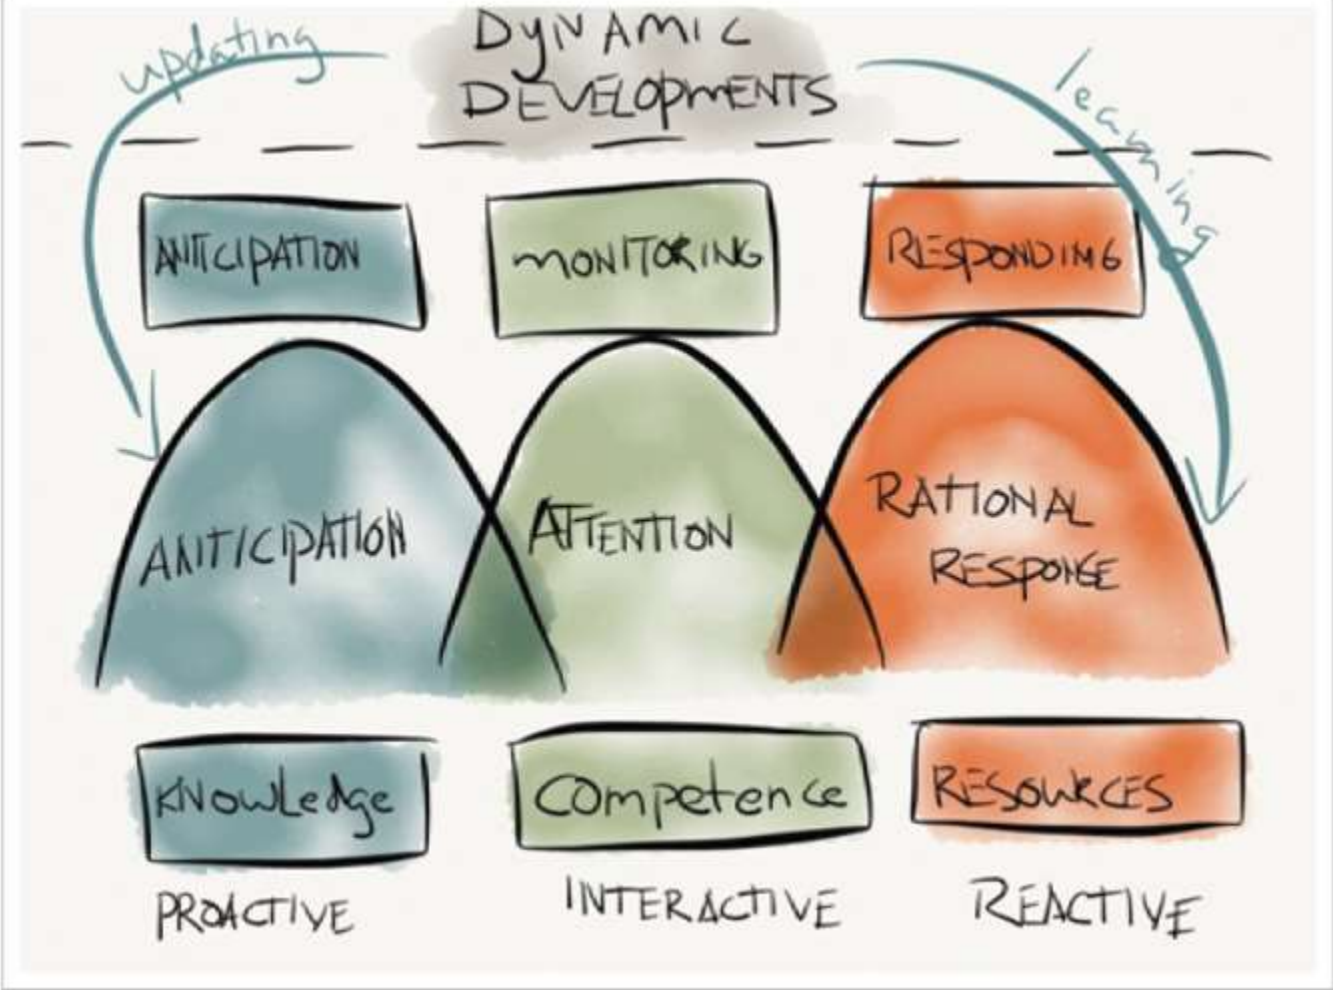 updating
DYNAMIC
DEVELOPMENTS
learning
ANTICIPATION
MONITORING
RESPONDING
ANTICIPATION
ATTENTION
RATIONAL
RESPONSE
KNOWLedge
Competence
RESOURCES
PROACTIVE
INTERACTIVE
REACTIVE